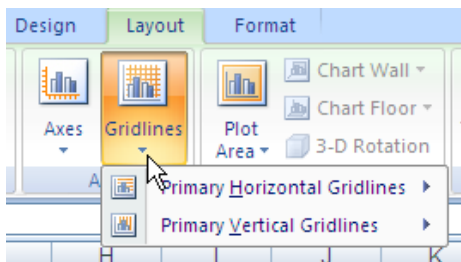 Design Layout Format
Axes
Gridlines
Plot
Area
Chart Wall
Chart Floor
3-D Rotation
A
Primary Horizontal Gridlines
Primary Vertical Gridlines
H I J K